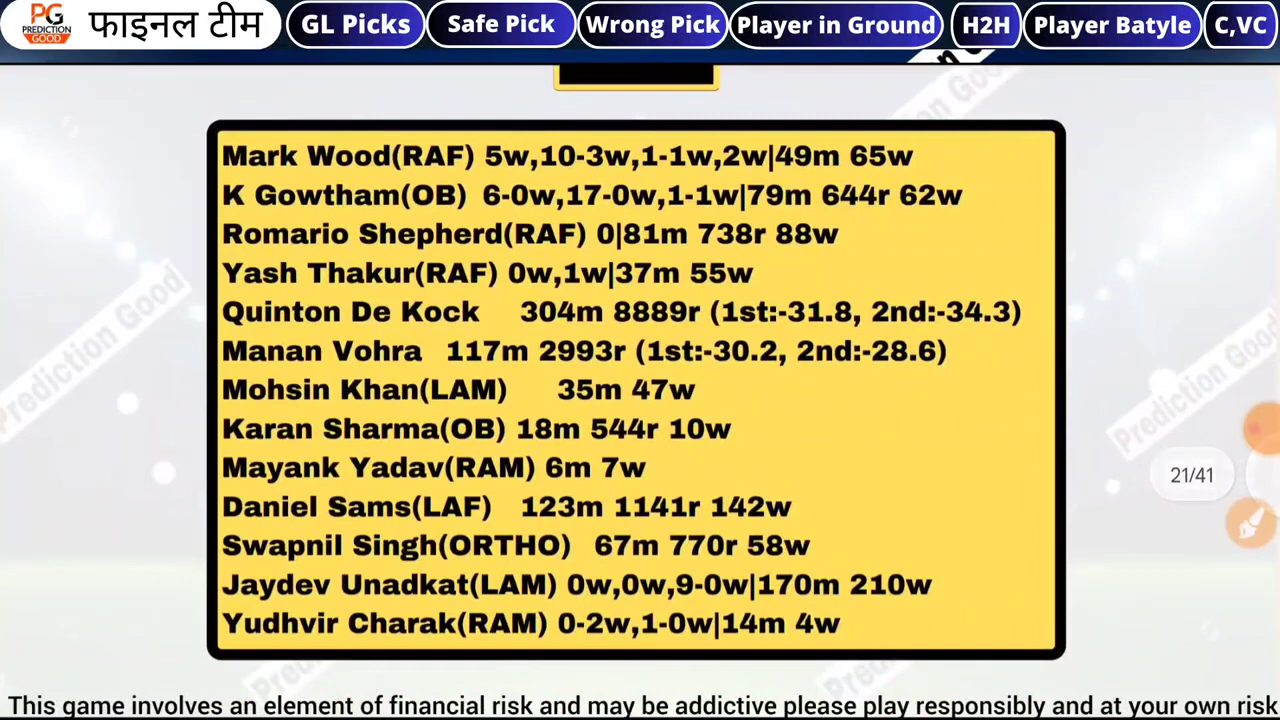 PG
PREDICTION
GOOD
फाइनल टीम
GL Picks
Safe Pick
Wrong Pick
Player in Ground
H2H
Player Batyle
C,VC
Mark Wood(RAF) 5w,10-3w,1-1w,2w|49m 65w
K Gowtham(OB) 6-0w,17-0w,1-1w|79m 644r 62w
Romario Shepherd(RAF) 0|81m 738r 88w
Yash Thakur(RAF) 0w,1w|37m 55w
Quinton De Kock 304m 8889r (1st:-31.8, 2nd:-34.3)
Manan Vohra 117m 2993r (1st:-30.2, 2nd:-28.6)
Mohsin Khan(LAM) 35m 47w
Karan Sharma(OB) 18m 544r 10w
Mayank Yadav(RAM) 6m 7w
Daniel Sams(LAF) 123m 1141r 142w
Swapnil Singh(ORTHO) 67m 770r 58w
Jaydev Unadkat(LAM) 0w,0w,9-0w|170m 210w
Yudhvir Charak(RAM) 0-2w,1-0w|14m 4w
21/41
Prediction Good
Prediction Good
This game involves an element of financial risk and may be addictive please play responsibly and at your own risk